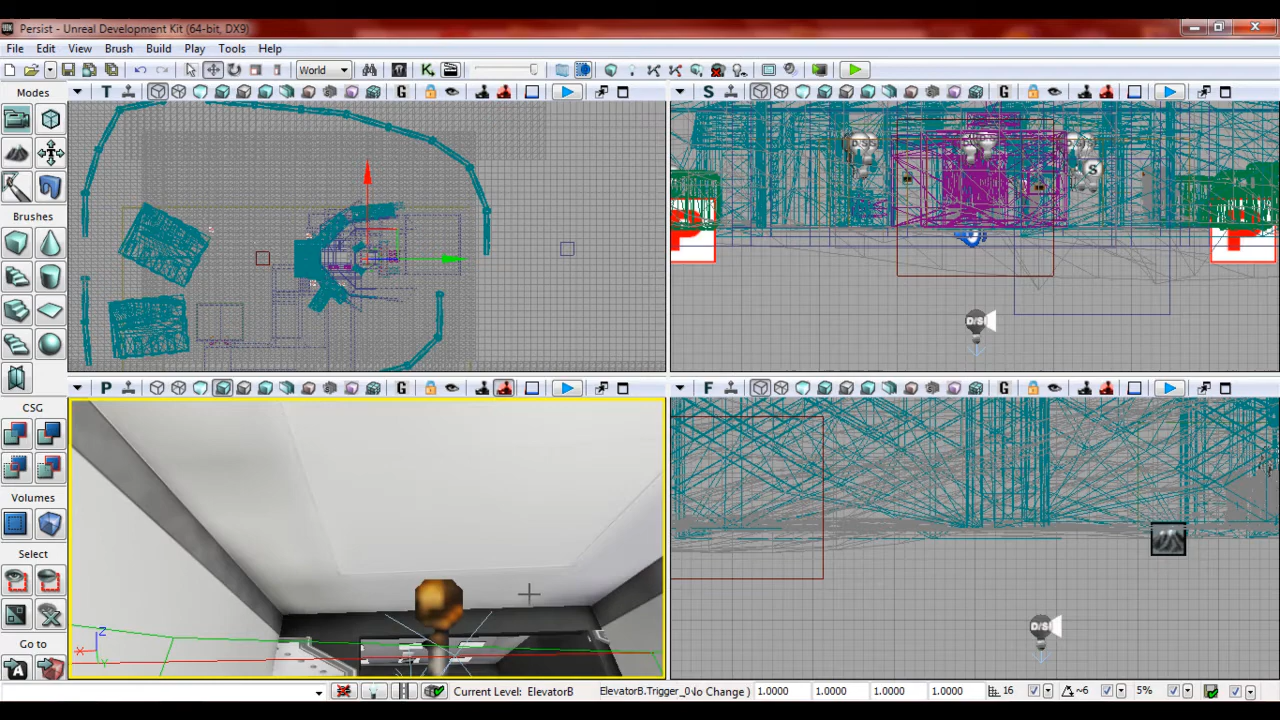 Persist - Unreal Development Kit (64-bit, DX9)
File Edit View Brush Build Play Tools Help
World
Modes
T
G
S
G
Brushes
CSG
Volumes
Select
Go to
P
G
F
G
D/S
D/S
S
P
P
D/S
Z
X
Y
Current Level: ElevatorB
ElevatorB.Trigger_0
No Change)
1.0000
1.0000
1.0000
1.0000
16
~6
5%